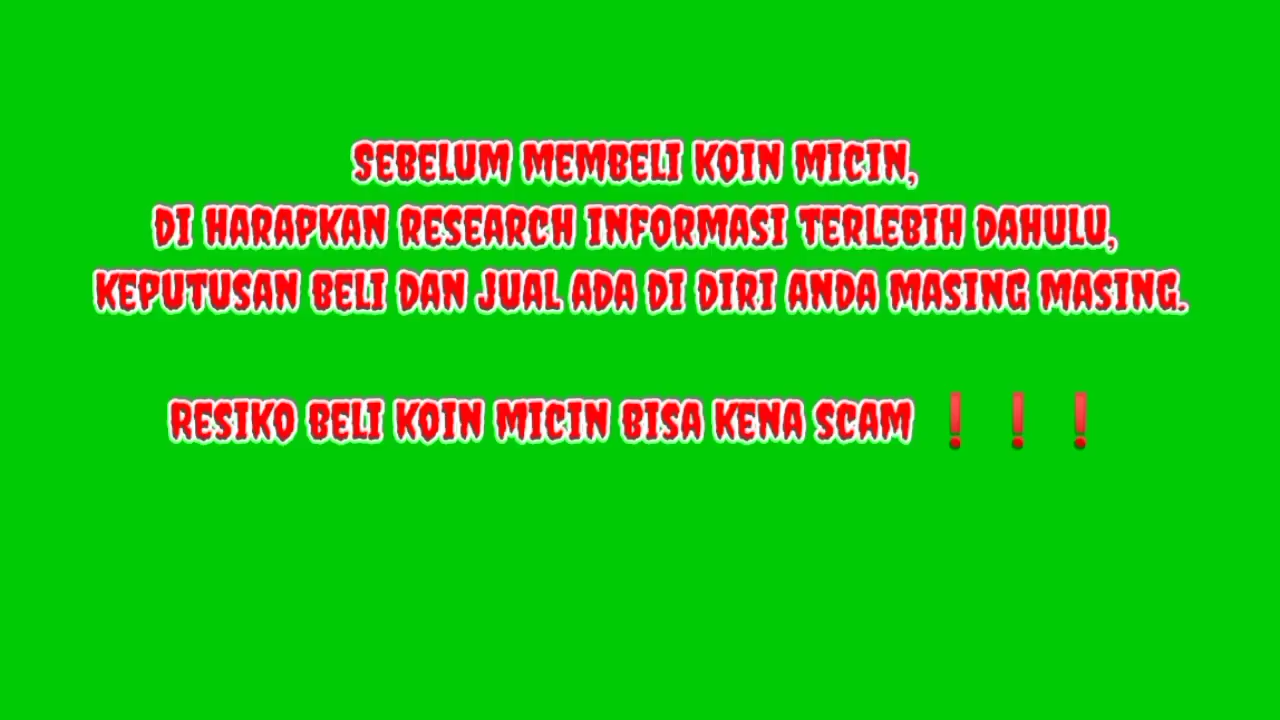 SEBELUM MEMBELI KOIN MICIN,
DI HARAPKAN RESEARCH INFORMASI TERLEBIH DAHULU,
KEPUTUSAN BELI DAN JUAL ADA DI DIRI ANDA MASING MASING.
RESIKO BELI KOIN MICIN BISA KENA SCAM ❗❗❗